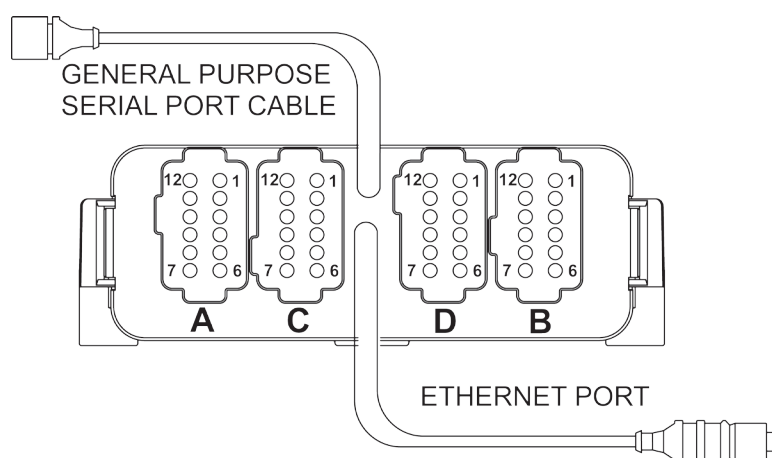 GENERAL PURPOSE
SERIAL PORT CABLE
12 1 12 1 12 1 12 1
7 6 7 6 7 6 7 6
A C D B
ETHERNET PORT